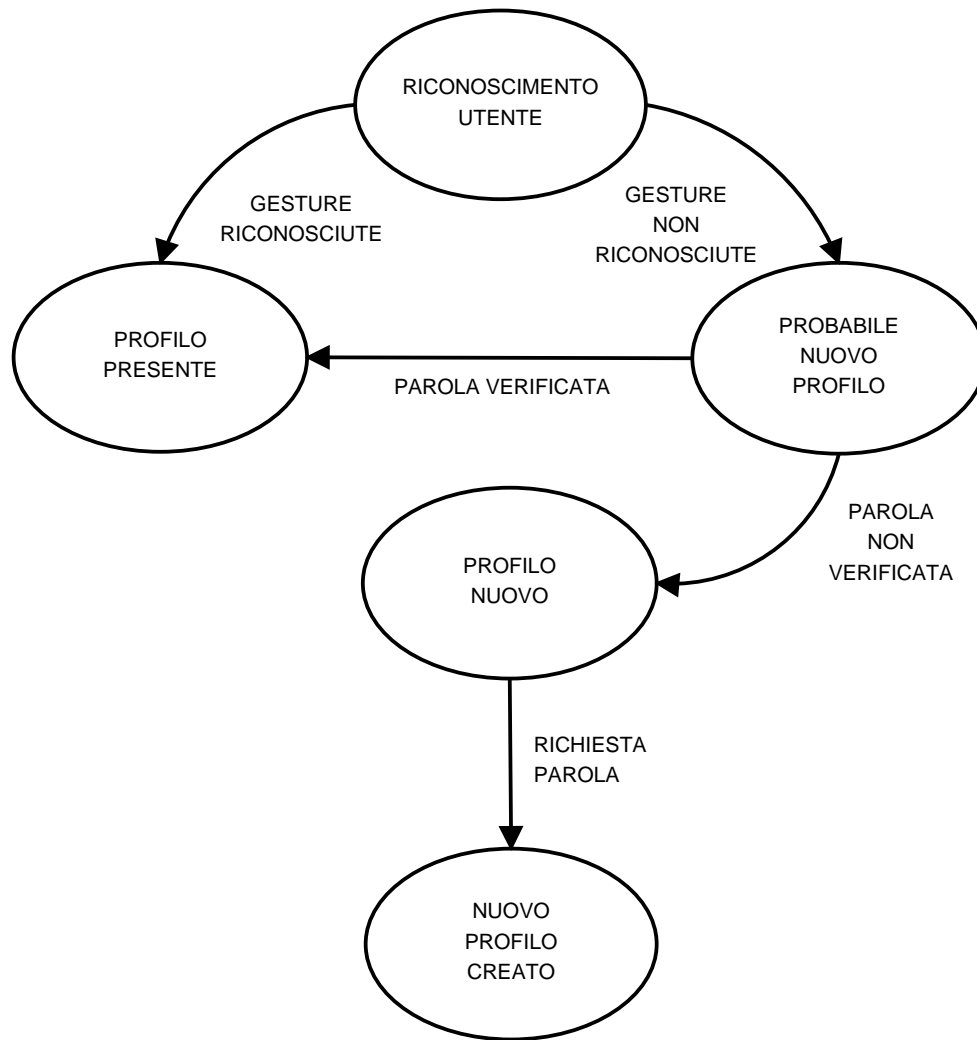 RICONOSCIMENTO
UTENTE
GESTURE
RICONOSCIUTE
GESTURE
NON
RICONOSCIUTE
PROFILO
PRESENTE
PROBABILE
NUOVO
PROFILO
PAROLA VERIFICATA
PAROLA
NON
VERIFICATA
PROFILO
NUOVO
RICHIESTA
PAROLA
NUOVO
PROFILO
CREATO